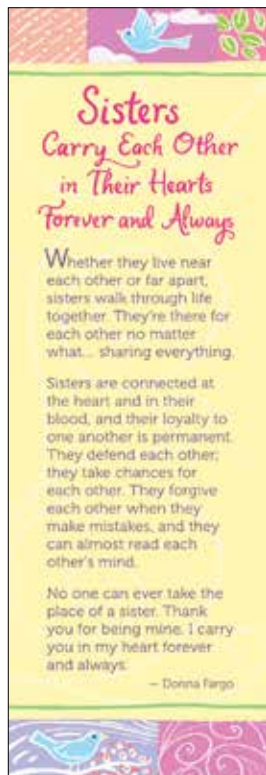 Sisters
Carry Each Other
in Their Hearts
Forever and Always
Whether they live near
each other or far apart,
sisters walk through life
together. They're there for
each other no matter
what... sharing everything.
Sisters are connected at
the heart and in their
blood, and their loyalty to
one another is permanent.
They defend each other;
they take chances for
each other. They forgive
each other when they
make mistakes, and they
can almost read each
other's mind.
No one can ever take the
place of a sister. Thank
you for being mine. I carry
you in my heart forever
and always.
— Donna Fargo